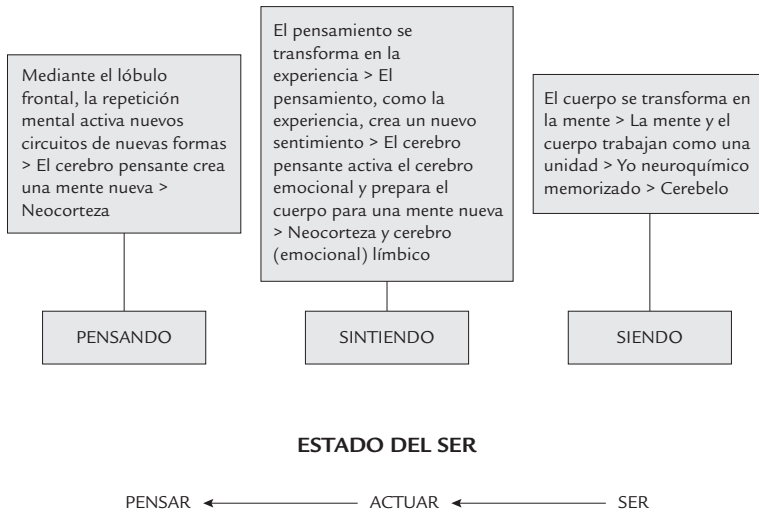 Mediante el lóbulo
frontal, la repetición
mental activa nuevos
circuitos de nuevas formas
> El cerebro pensante crea
una mente nueva >
Neocorteza
El pensamiento se
transforma en la
experiencia > El
pensamiento, como la
experiencia, crea un nuevo
sentimiento > El cerebro
pensante activa el cerebro
emocional y prepara el
cuerpo para una mente nueva
> Neocorteza y cerebro
(emocional) límbico
El cuerpo se transforma en
la mente > La mente y el
cuerpo trabajan como una
unidad > Yo neuroquímico
memorizado > Cerebelo
PENSANDO
SINTIENDO
SIENDO
ESTADO DEL SER
PENSAR
ACTUAR
SER